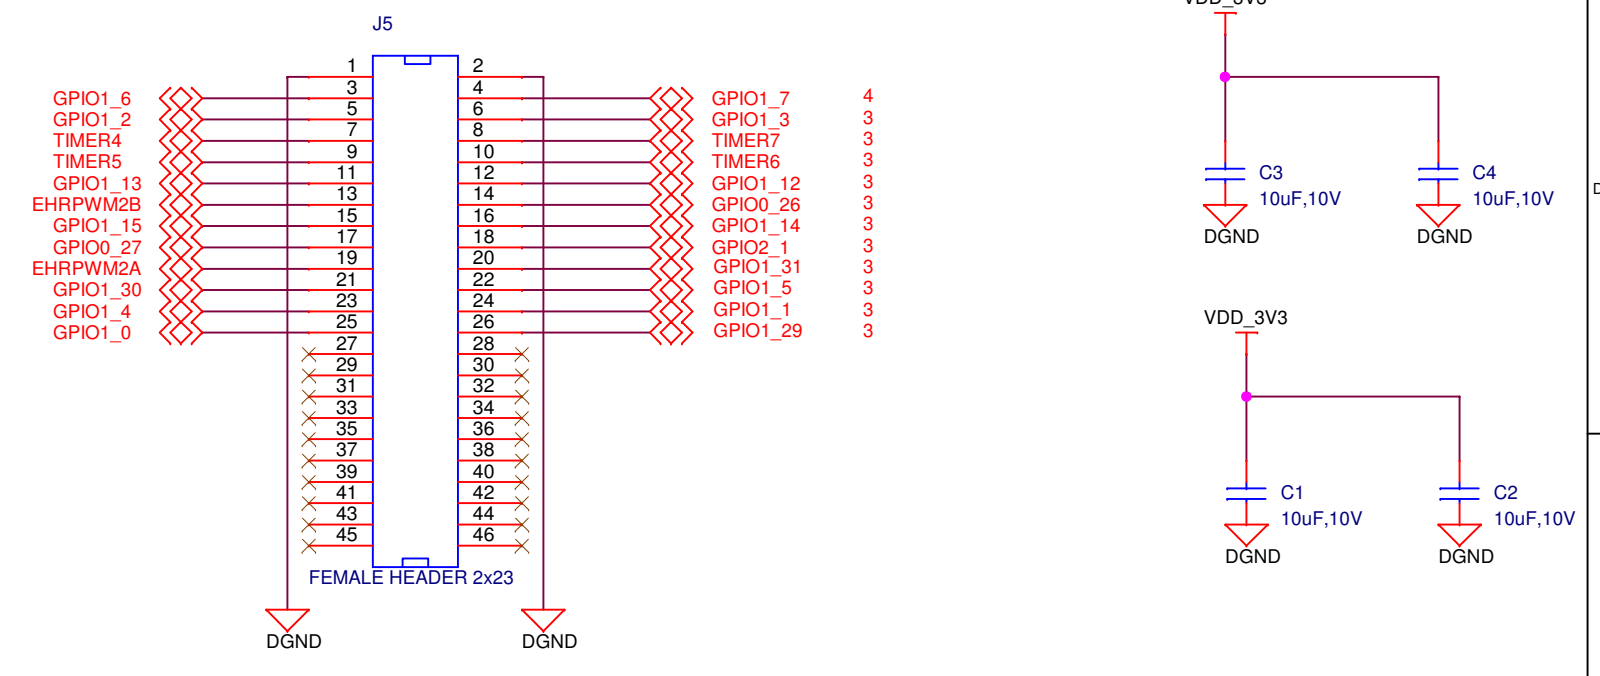 VDD_3V3
J5
1 2
3 4
GPIO1_6 GPIO1_7 4
5 6
GPIO1_2 GPIO1_3 3
7 8
TIMER4 TIMER7 3
9 10
TIMER5 TIMER6 3
11 12
GPIO1_13 GPIO1_12 3
13 14
EHRPWM2B GPIO0_26 3
15 16
GPIO1_15 GPIO1_14 3
17 18
GPIO0_27 GPIO2_1 3
19 20
EHRPWM2A GPIO1_31 3
21 22
GPIO1_30 GPIO1_5 3
23 24
GPIO1_4 GPIO1_1 3
25 26
GPIO1_0 GPIO1_29 3
27 28
29 30
31 32
33 34
35 36
37 38
39 40
41 42
43 44
45 46
FEMALE HEADER 2x23
DGND DGND
C3 C4
10uF,10V 10uF,10V
DGND DGND
VDD_3V3
C1 C2
10uF,10V 10uF,10V
DGND DGND